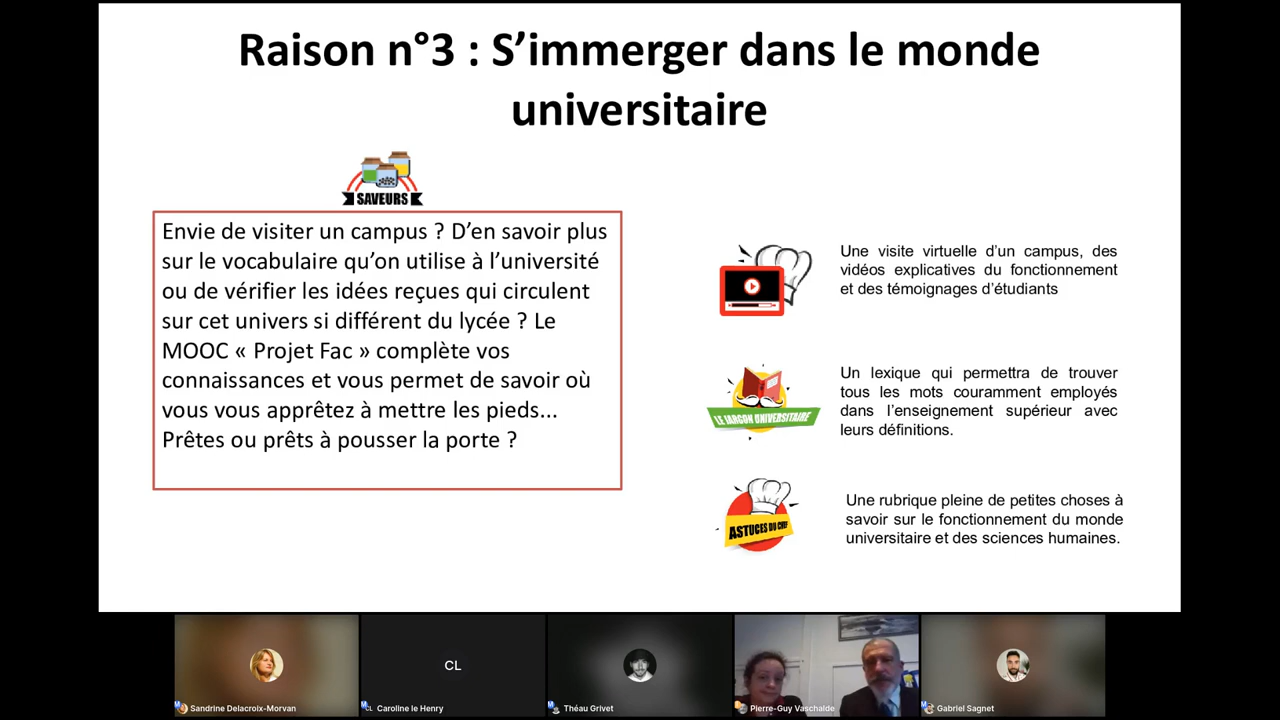 Raison n°3 : S’immerger dans le monde
universitaire
SAVEURS
Envie de visiter un campus ? D’en savoir plus
sur le vocabulaire qu’on utilise à l’université
ou de vérifier les idées reçues qui circulent
sur cet univers si différent du lycée ? Le
MOOC « Projet Fac » complète vos
connaissances et vous permet de savoir où
vous vous apprêtez à mettre les pieds...
Prêtes ou prêts à pousser la porte ?
Une visite virtuelle d’un campus, des
vidéos explicatives du fonctionnement
et des témoignages d’étudiants
LE JARGON UNIVERSITAIRE
Un lexique qui permettra de trouver
tous les mots couramment employés
dans l’enseignement supérieur avec
leurs définitions.
ASTUCES DU CHEF
Une rubrique pleine de petites choses à
savoir sur le fonctionnement du monde
universitaire et des sciences humaines.
CL
Sandrine Delacroix-Morvan
Caroline le Henry
Théau Grivet
Pierre-Guy Vaschalde
Gabriel Sagnet